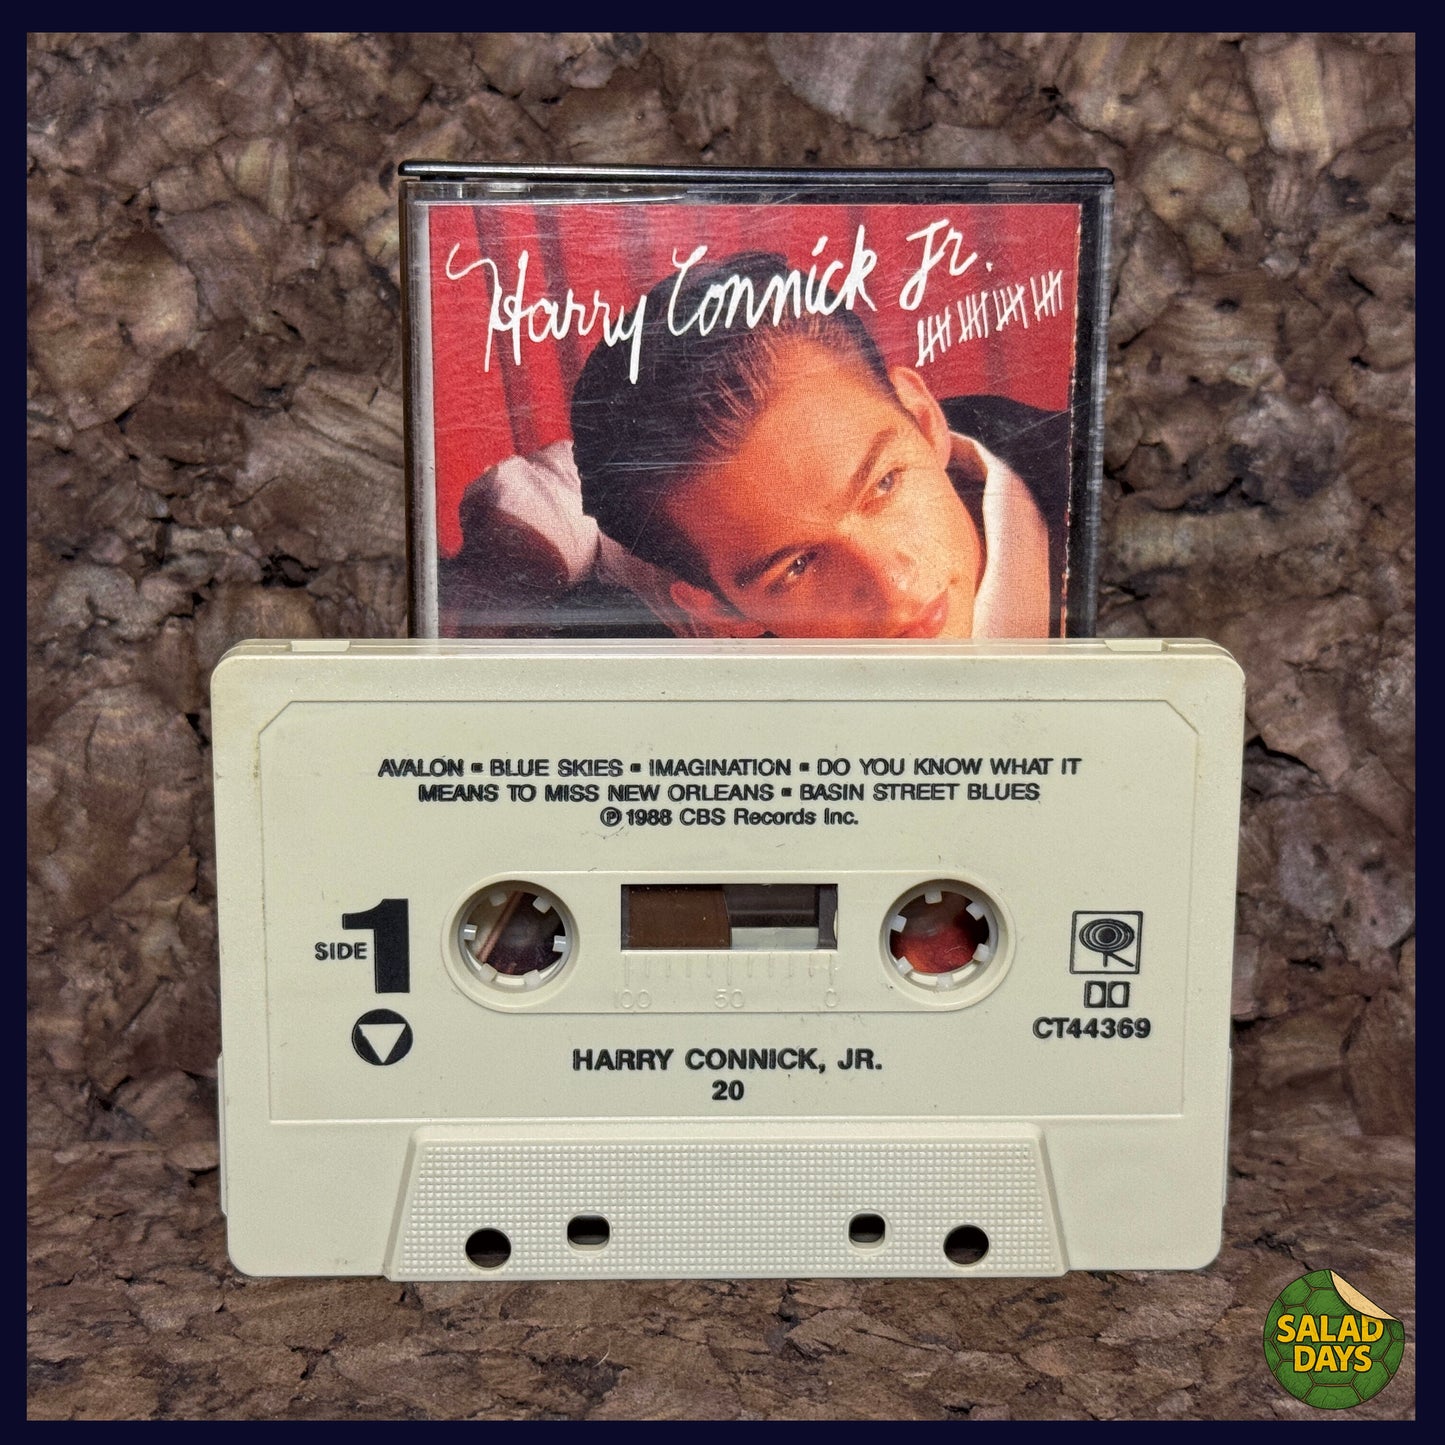 Harry Connick Jr.
AVALON ▪ BLUE SKIES ▪ IMAGINATION ▪ DO YOU KNOW WHAT IT
MEANS TO MISS NEW ORLEANS ▪ BASIN STREET BLUES
℗ 1988 CBS Records Inc.
SIDE 1
100 50 0
CT44369
HARRY CONNICK, JR.
20
SALAD
DAYS